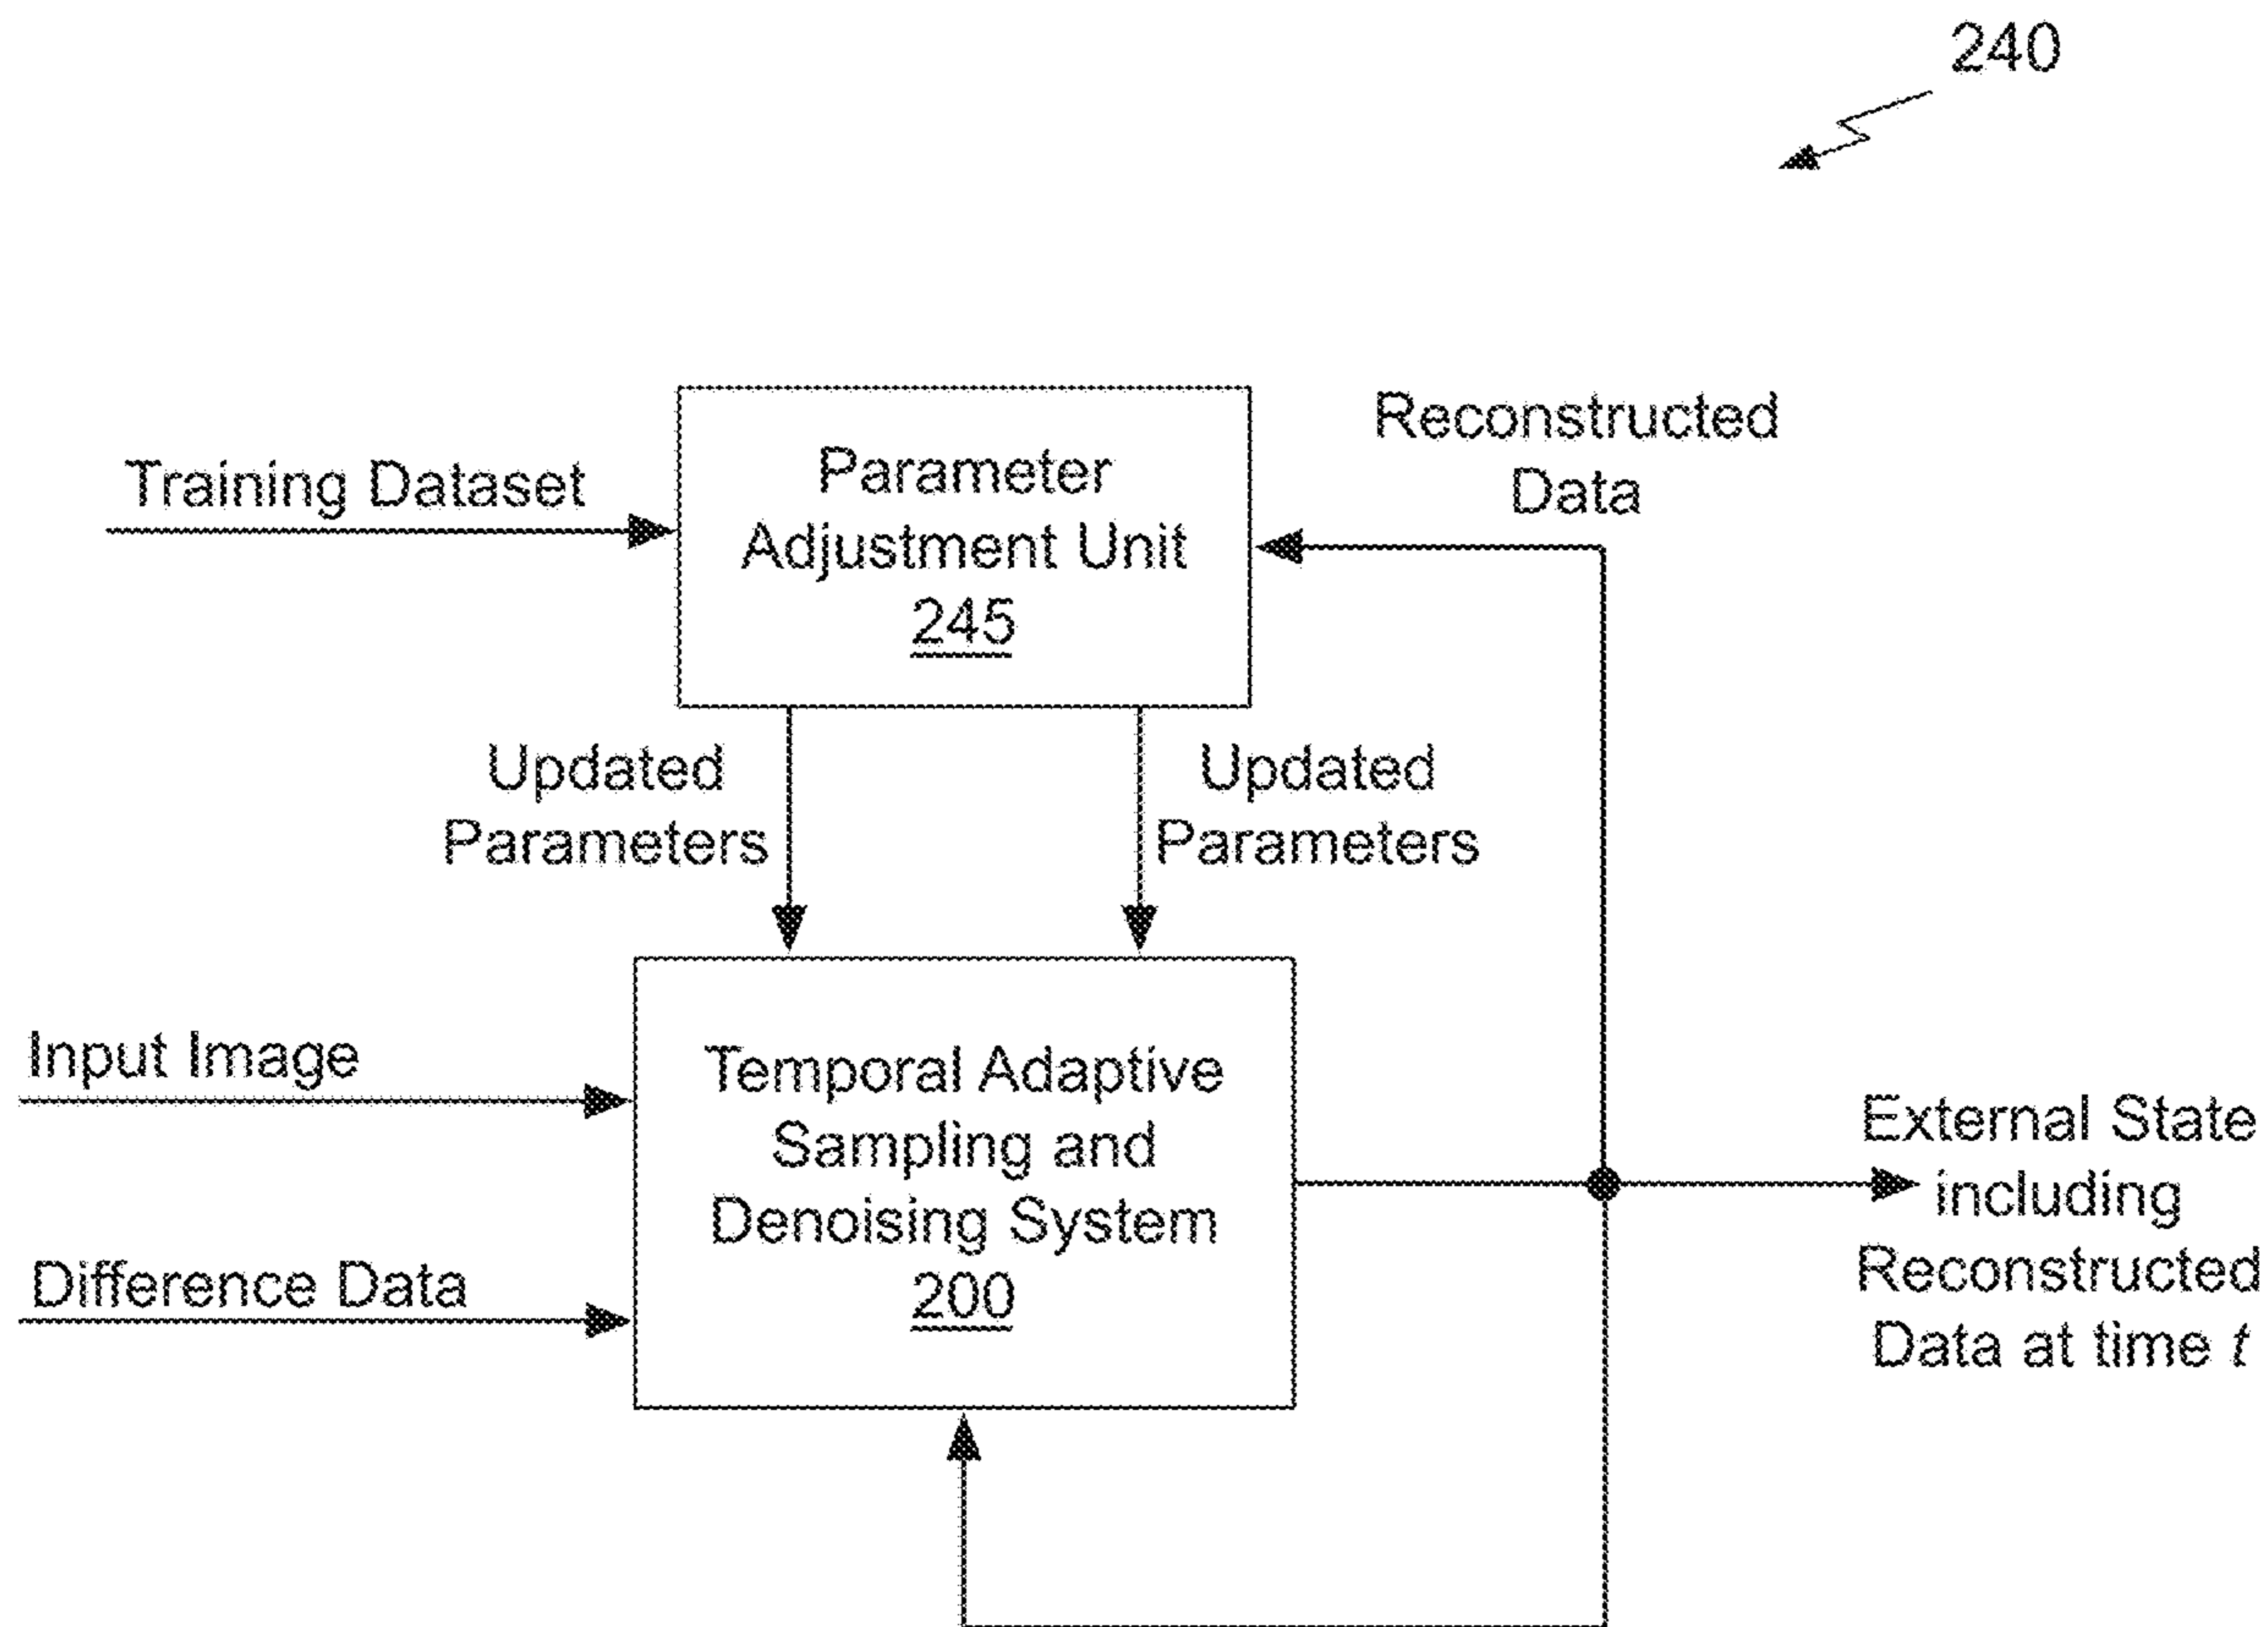 240
Reconstructed
Data
Training Dataset
Parameter
Adjustment Unit
245
Updated
Parameters
Updated
Parameters
Input Image
Difference Data
Temporal Adaptive
Sampling and
Denoising System
200
External State
including
Reconstructed
Data at time t